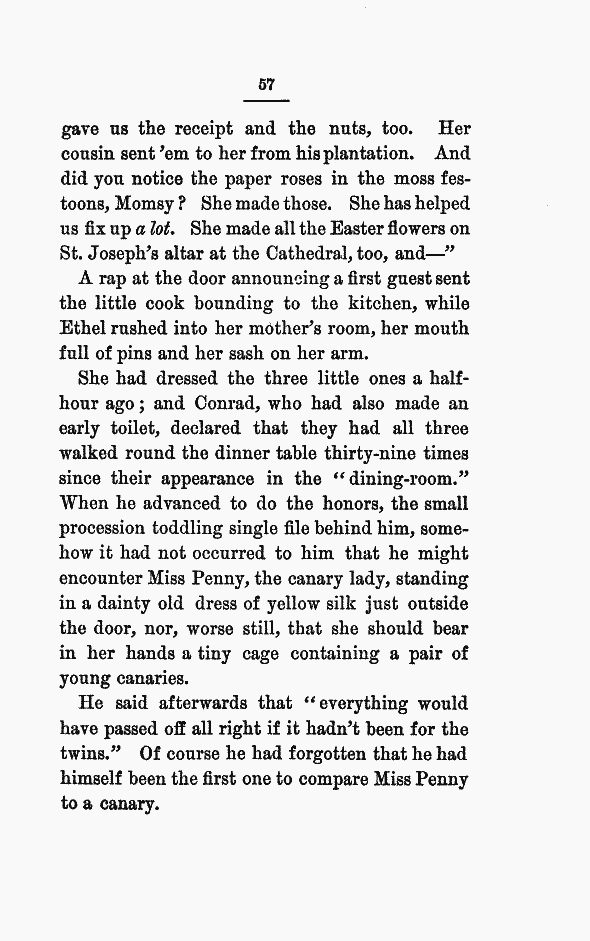 57
gave us the receipt and the nuts, too. Her
cousin sent 'em to her from his plantation. And
did you notice the paper roses in the moss fes-
toons, Momsy? She made those. She has helped
us fix up a lot. She made all the Easter flowers on
St. Joseph's altar at the Cathedral, too, and—"
A rap at the door announcing a first guest sent
the little cook bounding to the kitchen, while
Ethel rushed into her mother's room, her mouth
full of pins and her sash on her arm.
She had dressed the three little ones a half-
hour ago; and Conrad, who had also made an
early toilet, declared that they had all three
walked round the dinner table thirty-nine times
since their appearance in the "dining-room."
When he advanced to do the honors, the small
procession toddling single file behind him, some-
how it had not occurred to him that he might
encounter Miss Penny, the canary lady, standing
in a dainty old dress of yellow silk just outside
the door, nor, worse still, that she should bear
in her hands a tiny cage containing a pair of
young canaries.
He said afterwards that "everything would
have passed off all right if it hadn't been for the
twins." Of course he had forgotten that he had
himself been the first one to compare Miss Penny
to a canary.